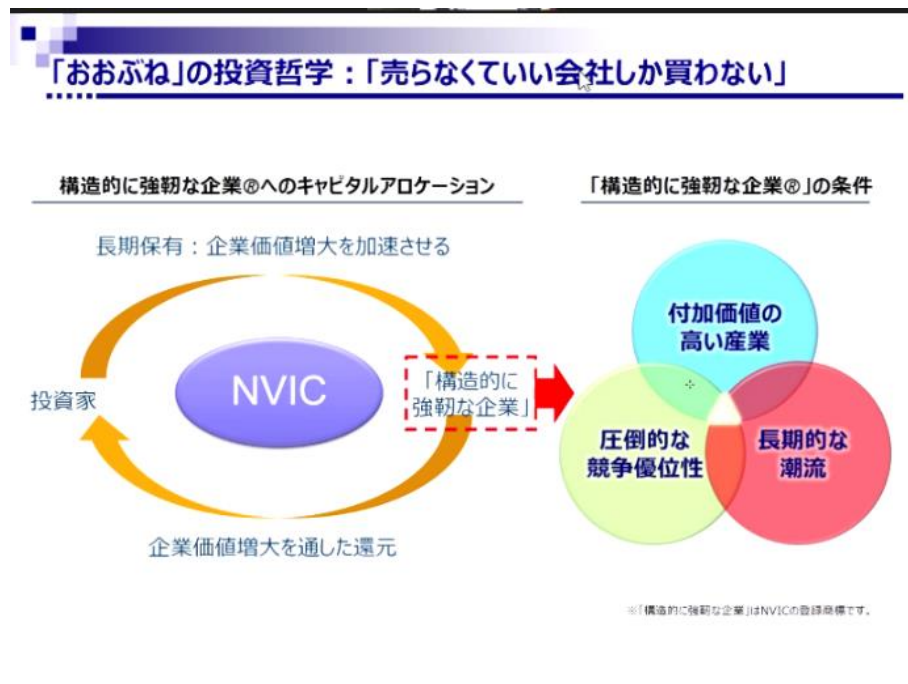 「おおぶね」の投資哲学：「売らなくていい会社しか買わない」
構造的に強靭な企業®へのキャピタルアロケーション
長期保有：企業価値増大を加速させる
投資家
NVIC
「構造的に
強靭な企業」
企業価値増大を通した還元
「構造的に強靭な企業®」の条件
付加価値の
高い産業
圧倒的な
競争優位性
長期的な
潮流
※「構造的に強靭な企業」はNVICの登録商標です。